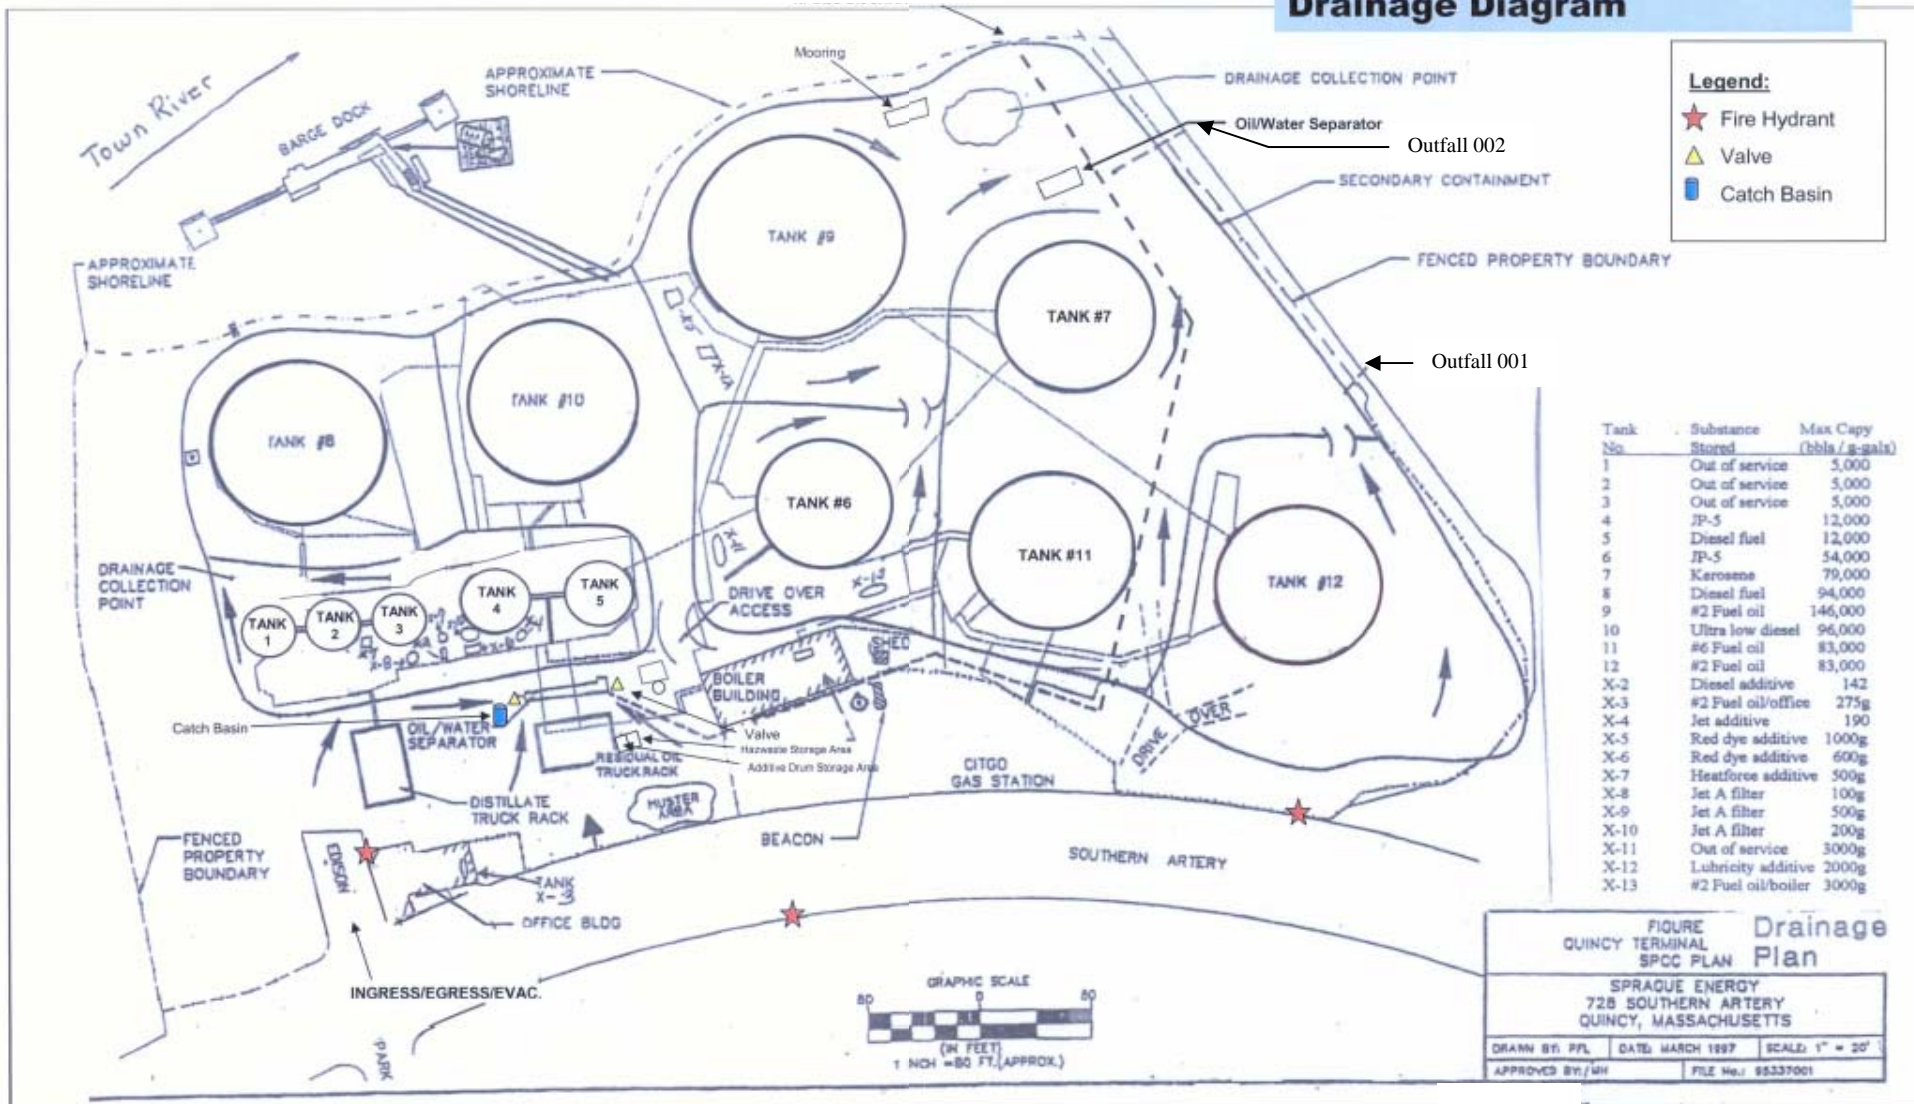 Drainage Diagram
Legend:
Fire Hydrant
Valve
Catch Basin
Town River
BARGE DOCK
APPROXIMATE
SHORELINE
Mooring
DRAINAGE COLLECTION POINT
Oil/Water Separator
Outfall 002
SECONDARY CONTAINMENT
FENCED PROPERTY BOUNDARY
Outfall 001
APPROXIMATE
SHORELINE
TANK #9
TANK #7
TANK #8
TANK #10
TANK #6
TANK #11
TANK #12
X-5
X-12
X-11
X-13
DRAINAGE
COLLECTION
POINT
TANK
1
TANK
2
TANK
3
TANK
4
TANK
5
X-8
DRIVE OVER
ACCESS
BOILER
BUILDING
Catch Basin
OIL/WATER
SEPARATOR
Valve
Hazwaste Storage Area
Additive Drum Storage Area
RESIDUAL OIL
TRUCK RACK
DISTILLATE
TRUCK RACK
MUSTER
AREA
DRIVE OVER
CITGO
GAS STATION
BEACON
SOUTHERN ARTERY
FENCED
PROPERTY
BOUNDARY
EDISON
TANK
X-3
OFFICE BLDG
INGRESS/EGRESS/EVAC.
PARK
GRAPHIC SCALE
80 0 80
(IN FEET)
1 INCH =80 FT.(APPROX.)
Tank Substance Max Capy
No. Stored (bbls / g-gals)
1 Out of service 5,000
2 Out of service 5,000
3 Out of service 5,000
4 JP-5 12,000
5 Diesel fuel 12,000
6 JP-5 54,000
7 Kerosene 79,000
8 Diesel fuel 94,000
9 #2 Fuel oil 146,000
10 Ultra low diesel 96,000
11 #6 Fuel oil 83,000
12 #2 Fuel oil 83,000
X-2 Diesel additive 142
X-3 #2 Fuel oil/office 275g
X-4 Jet additive 190
X-5 Red dye additive 1000g
X-6 Red dye additive 600g
X-7 Heatforce additive 500g
X-8 Jet A filter 100g
X-9 Jet A filter 500g
X-10 Jet A filter 200g
X-11 Out of service 3000g
X-12 Lubricity additive 2000g
X-13 #2 Fuel oil/boiler 3000g
FIGURE
QUINCY TERMINAL
SPCC PLAN
Drainage
Plan
SPRAGUE ENERGY
728 SOUTHERN ARTERY
QUINCY, MASSACHUSETTS
DRAWN BY: PFL DATE: MARCH 1997 SCALE: 1" = 20'
APPROVED BY:/WH FILE No.: 95337001